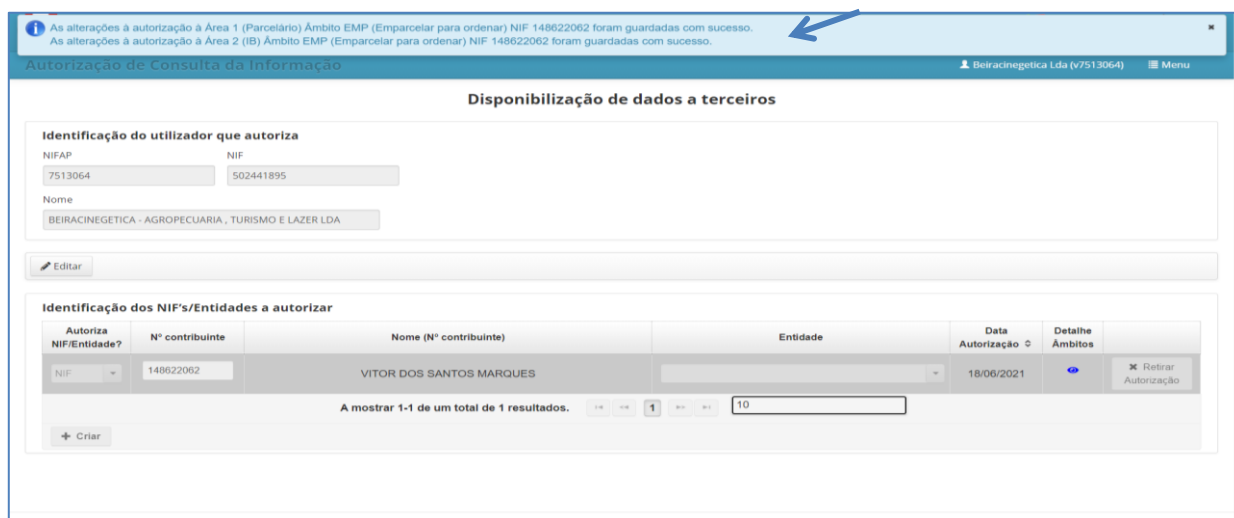 As alterações à autorização à Área 1 (Parcelário) Âmbito EMP (Emparcelar para ordenar) NIF 148622062 foram guardadas com sucesso.
As alterações à autorização à Área 2 (IB) Âmbito EMP (Emparcelar para ordenar) NIF 148622062 foram guardadas com sucesso.
Autorização de Consulta da Informação
Beiracinegetica Lda (v7513064)
Menu
Disponibilização de dados a terceiros
Identificação do utilizador que autoriza
NIFAP
NIF
7513064
502441895
Nome
BEIRACINEGETICA - AGROPECUARIA , TURISMO E LAZER LDA
Editar
Identificação dos NIF's/Entidades a autorizar
Autoriza NIF/Entidade?
Nº contribuinte
Nome (Nº contribuinte)
Entidade
Data Autorização
Detalhe Âmbitos
NIF
148622062
VITOR DOS SANTOS MARQUES
18/06/2021
Retirar Autorização
A mostrar 1-1 de um total de 1 resultados.
1
10
+ Criar